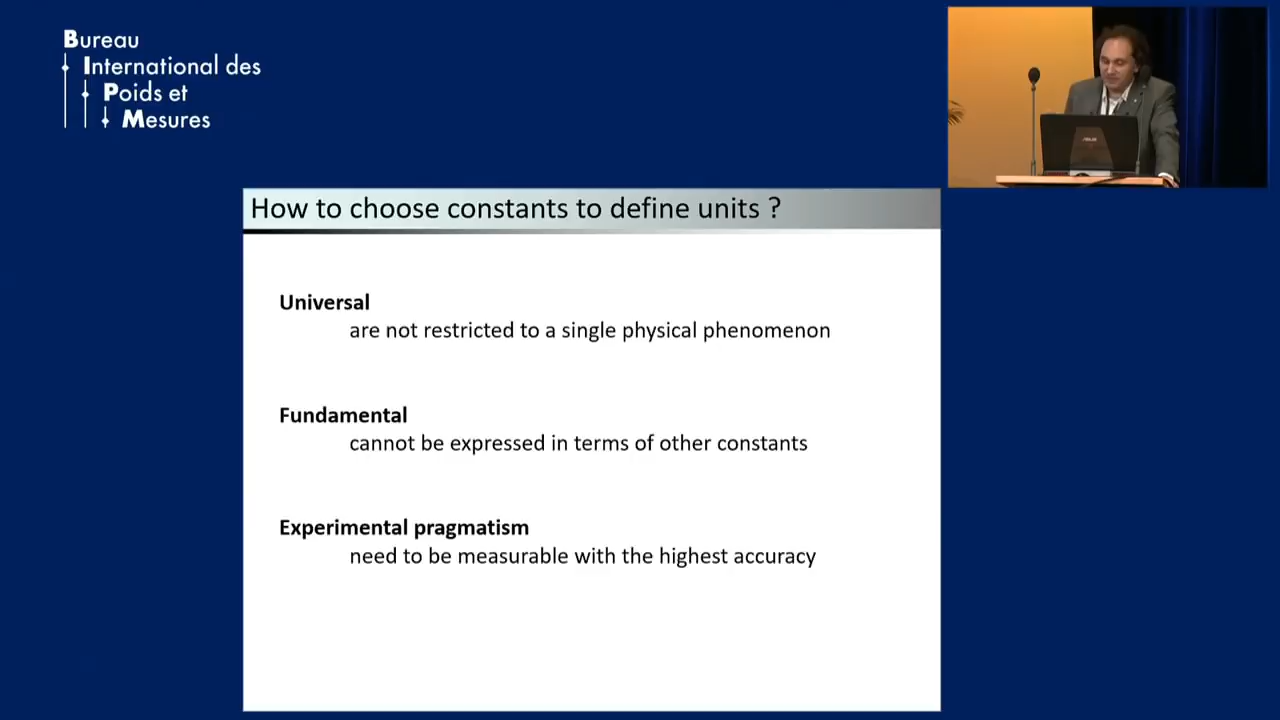 Bureau
International des
Poids et
Mesures
How to choose constants to define units ?
Universal
are not restricted to a single physical phenomenon
Fundamental
cannot be expressed in terms of other constants
Experimental pragmatism
need to be measurable with the highest accuracy